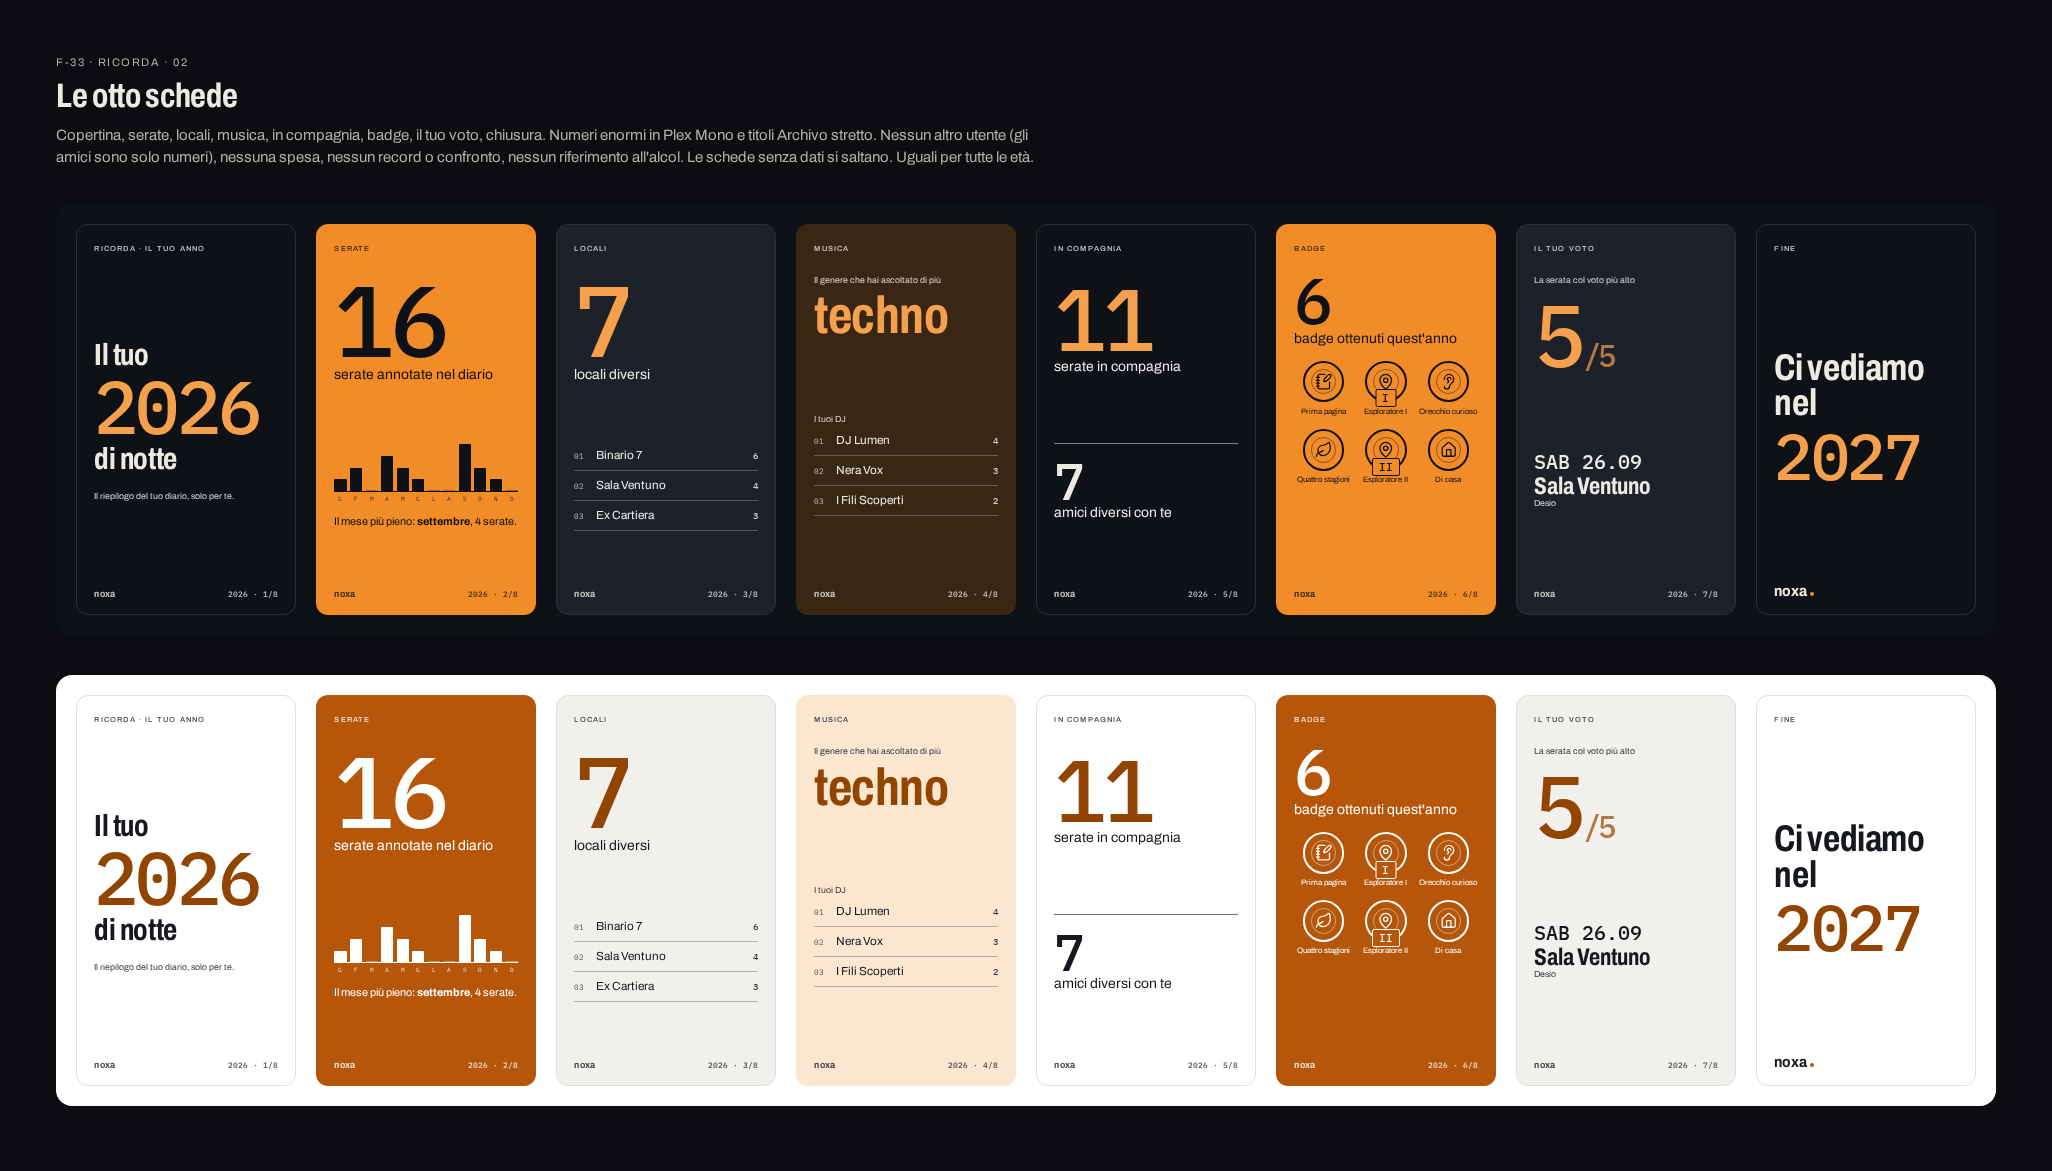 F-33 · RICORDA · 02
Le otto schede
Copertina, serate, locali, musica, in compagnia, badge, il tuo voto, chiusura. Numeri enormi in Plex Mono e titoli Archivo stretto. Nessun altro utente (gli
amici sono solo numeri), nessuna spesa, nessun record o confronto, nessun riferimento all'alcol. Le schede senza dati si saltano. Uguali per tutte le età.
RICORDA · IL TUO ANNO
Il tuo
2026
di notte
Il riepilogo del tuo diario, solo per te.
noxa 2026 · 1/8
SERATE
16
serate annotate nel diario
G F M A M G L A S O N D
Il mese più pieno: settembre, 4 serate.
noxa 2026 · 2/8
LOCALI
7
locali diversi
01 Binario 7 6
02 Sala Ventuno 4
03 Ex Cartiera 3
noxa 2026 · 3/8
MUSICA
Il genere che hai ascoltato di più
techno
I tuoi DJ
01 DJ Lumen 4
02 Nera Vox 3
03 I Fili Scoperti 2
noxa 2026 · 4/8
IN COMPAGNIA
11
serate in compagnia
7
amici diversi con te
noxa 2026 · 5/8
BADGE
6
badge ottenuti quest'anno
I
Prima pagina Esploratore I Orecchio curioso
II
Quattro stagioni Esploratore II Di casa
noxa 2026 · 6/8
IL TUO VOTO
La serata col voto più alto
5/5
SAB 26.09
Sala Ventuno
Desio
noxa 2026 · 7/8
FINE
Ci vediamo
nel
2027
noxa.
RICORDA · IL TUO ANNO
Il tuo
2026
di notte
Il riepilogo del tuo diario, solo per te.
noxa 2026 · 1/8
SERATE
16
serate annotate nel diario
G F M A M G L A S O N D
Il mese più pieno: settembre, 4 serate.
noxa 2026 · 2/8
LOCALI
7
locali diversi
01 Binario 7 6
02 Sala Ventuno 4
03 Ex Cartiera 3
noxa 2026 · 3/8
MUSICA
Il genere che hai ascoltato di più
techno
I tuoi DJ
01 DJ Lumen 4
02 Nera Vox 3
03 I Fili Scoperti 2
noxa 2026 · 4/8
IN COMPAGNIA
11
serate in compagnia
7
amici diversi con te
noxa 2026 · 5/8
BADGE
6
badge ottenuti quest'anno
I
Prima pagina Esploratore I Orecchio curioso
II
Quattro stagioni Esploratore II Di casa
noxa 2026 · 6/8
IL TUO VOTO
La serata col voto più alto
5/5
SAB 26.09
Sala Ventuno
Desio
noxa 2026 · 7/8
FINE
Ci vediamo
nel
2027
noxa.